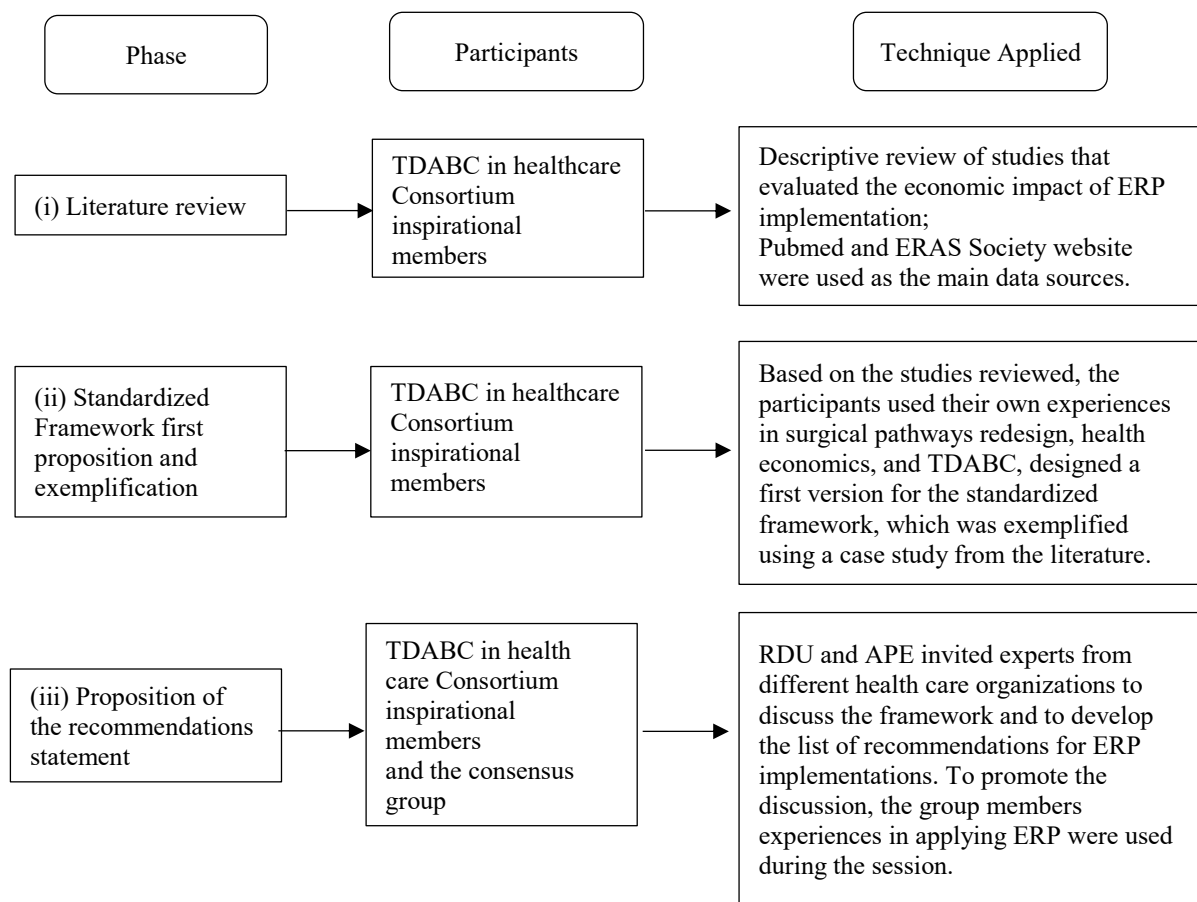 Phase
Participants
Technique Applied
(i) Literature review
TDABC in healthcare
Consortium
inspirational
members
Descriptive review of studies that
evaluated the economic impact of ERP
implementation;
Pubmed and ERAS Society website
were used as the main data sources.
(ii) Standardized
Framework first
proposition and
exemplification
TDABC in healthcare
Consortium
inspirational
members
Based on the studies reviewed, the
participants used their own experiences
in surgical pathways redesign, health
economics, and TDABC, designed a
first version for the standardized
framework, which was exemplified
using a case study from the literature.
(iii) Proposition of
the recommendations
statement
TDABC in health
care Consortium
inspirational
members
and the consensus
group
RDU and APE invited experts from
different health care organizations to
discuss the framework and to develop
the list of recommendations for ERP
implementations. To promote the
discussion, the group members
experiences in applying ERP were used
during the session.